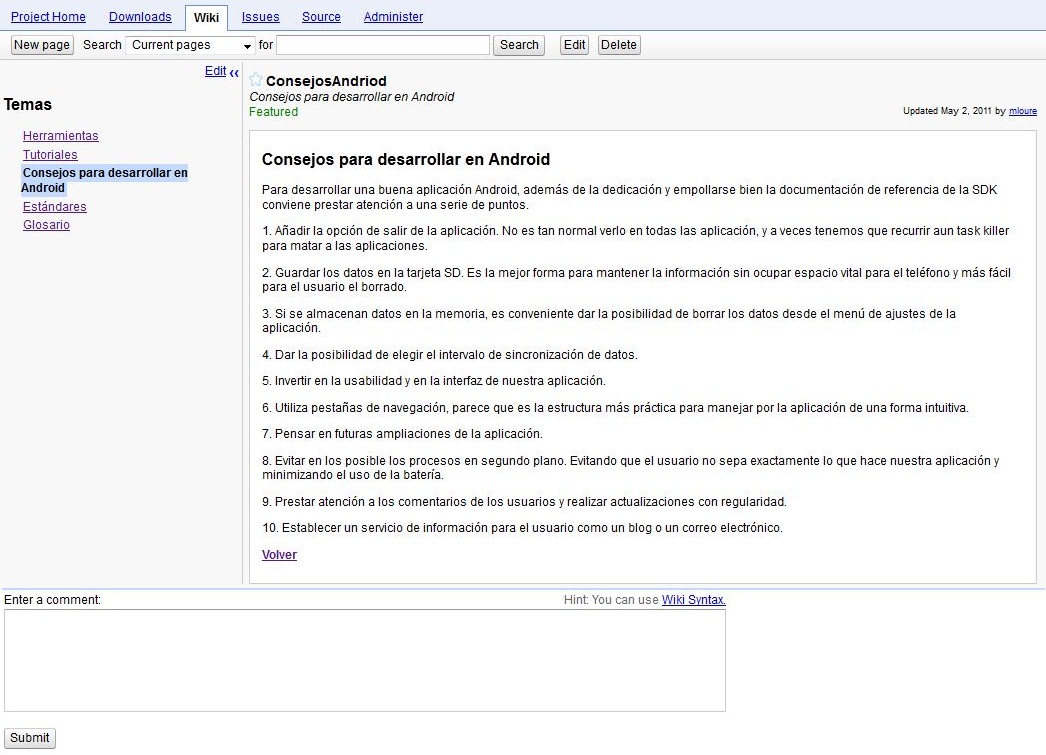 Project Home Downloads Wiki Issues Source Administer
New page Search Current pages for Search Edit Delete
Edit ‹‹
Temas
Herramientas
Tutoriales
Consejos para desarrollar en
Android
Estándares
Glosario
ConsejosAndriod
Consejos para desarrollar en Android
Featured
Updated May 2, 2011 by mloure
Consejos para desarrollar en Android
Para desarrollar una buena aplicación Android, además de la dedicación y empollarse bien la documentación de referencia de la SDK
conviene prestar atención a una serie de puntos.
1. Añadir la opción de salir de la aplicación. No es tan normal verlo en todas las aplicación, y a veces tenemos que recurrir aun task killer
para matar a las aplicaciones.
2. Guardar los datos en la tarjeta SD. Es la mejor forma para mantener la información sin ocupar espacio vital para el teléfono y más fácil
para el usuario el borrado.
3. Si se almacenan datos en la memoria, es conveniente dar la posibilidad de borrar los datos desde el menú de ajustes de la
aplicación.
4. Dar la posibilidad de elegir el intervalo de sincronización de datos.
5. Invertir en la usabilidad y en la interfaz de nuestra aplicación.
6. Utiliza pestañas de navegación, parece que es la estructura más práctica para manejar por la aplicación de una forma intuitiva.
7. Pensar en futuras ampliaciones de la aplicación.
8. Evitar en los posible los procesos en segundo plano. Evitando que el usuario no sepa exactamente lo que hace nuestra aplicación y
minimizando el uso de la batería.
9. Prestar atención a los comentarios de los usuarios y realizar actualizaciones con regularidad.
10. Establecer un servicio de información para el usuario como un blog o un correo electrónico.
Volver
Enter a comment: Hint: You can use Wiki Syntax.
Submit